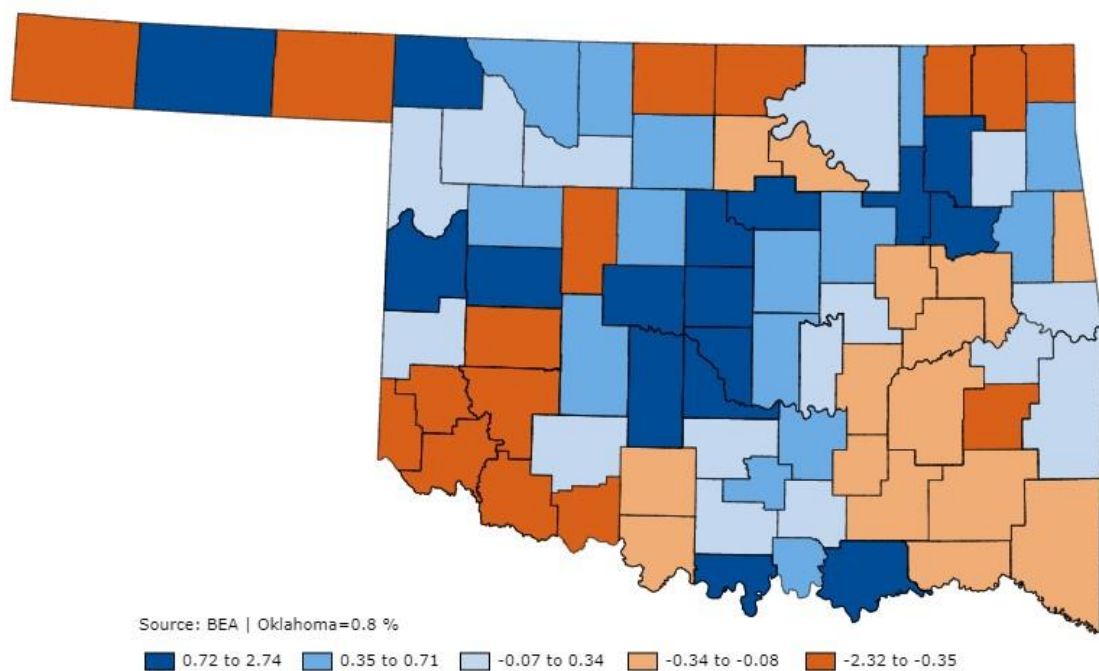 Source: BEA | Oklahoma=0.8 %
0.72 to 2.74 0.35 to 0.71 -0.07 to 0.34 -0.34 to -0.08 -2.32 to -0.35